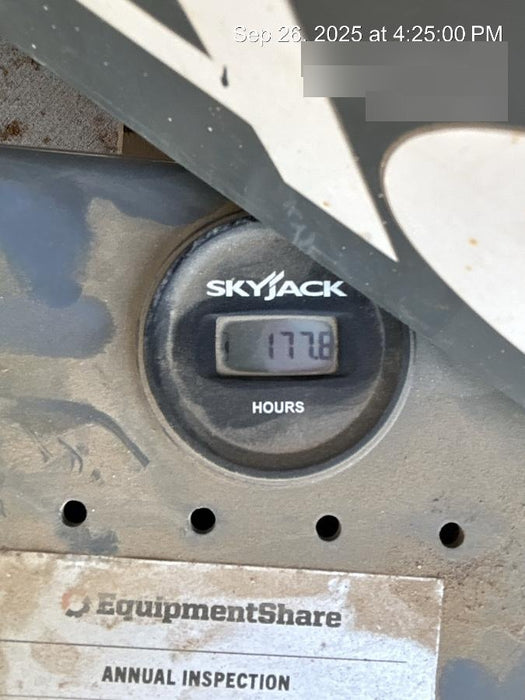 Sep 26, 2025 at 4:25:00 PM
SKYJACK
177.8
HOURS
EquipmentShare
ANNUAL INSPECTION